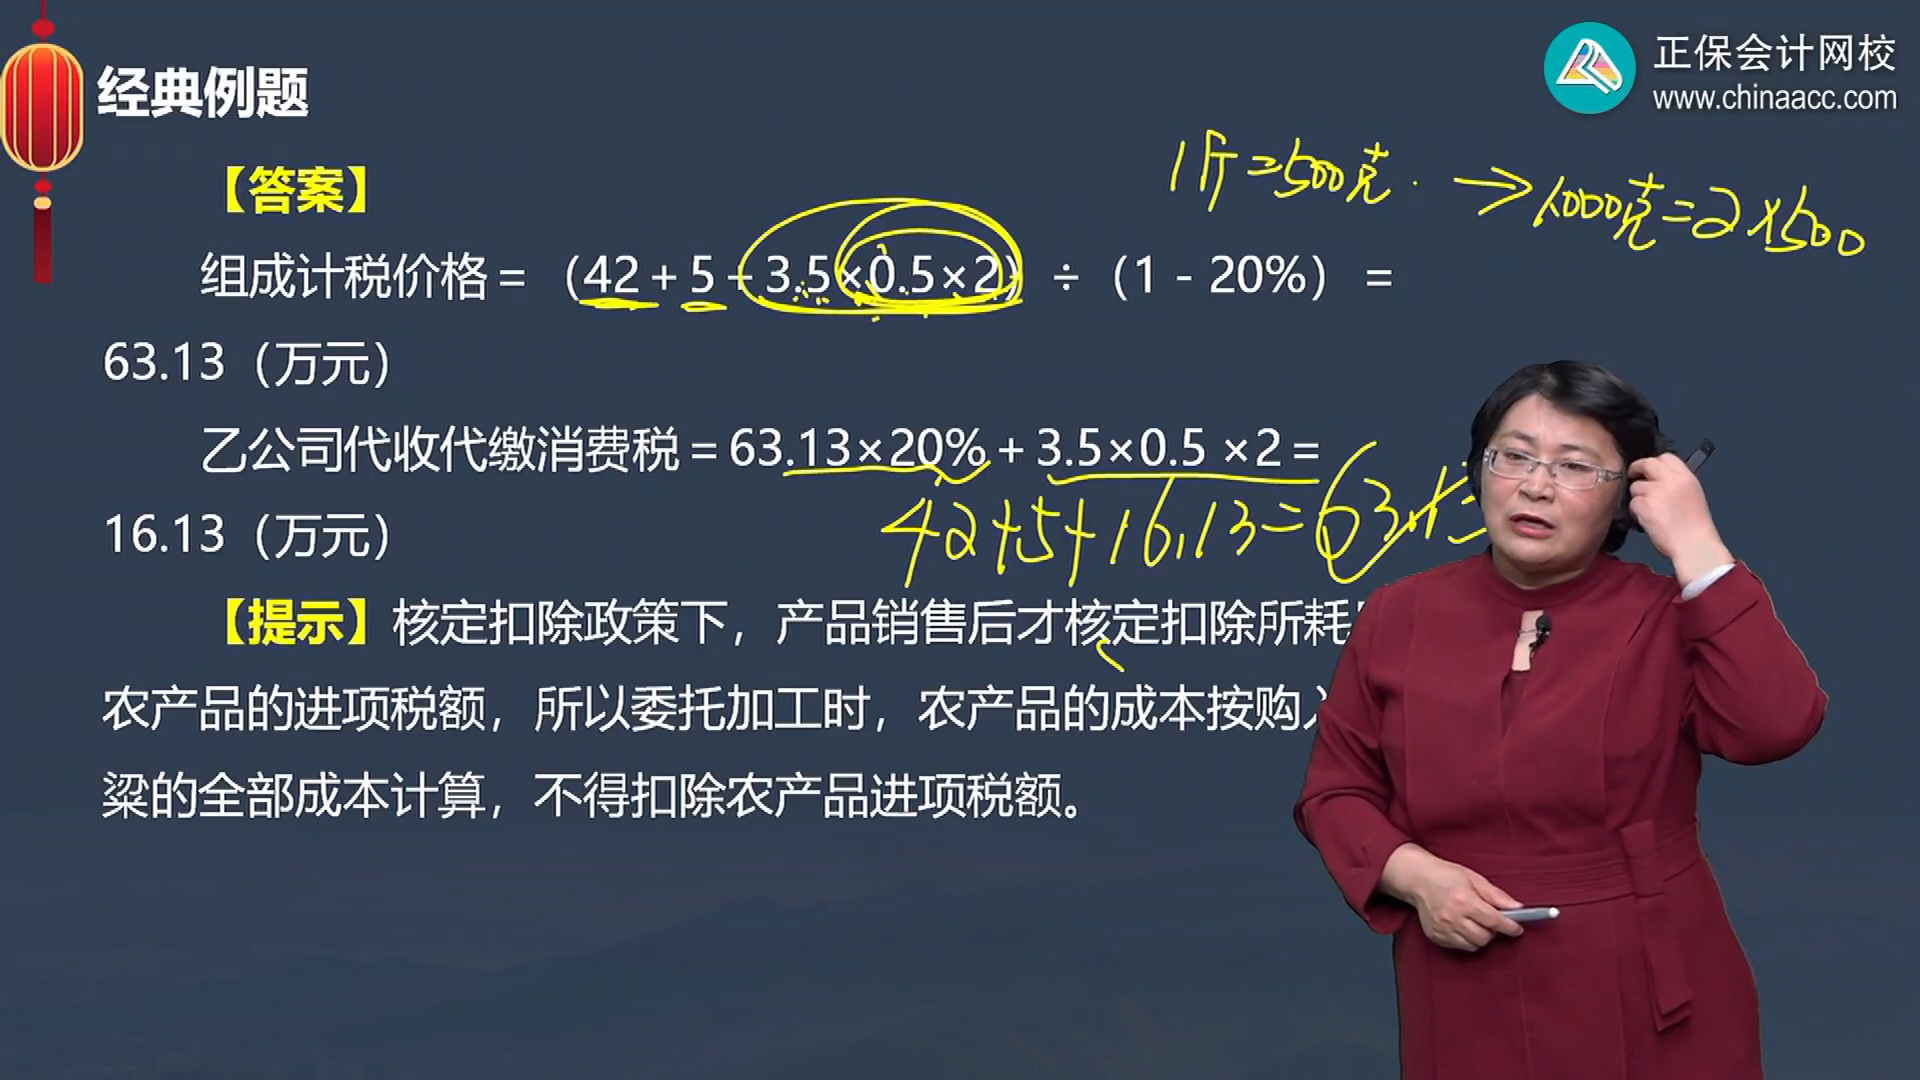 经典例题
正保会计网校
www.chinaacc.com
1斤=500克 → 1000克=2×500
【答案】
组成计税价格=（42+5+3.5×0.5×2）÷（1-20%）=
63.13（万元）
乙公司代收代缴消费税=63.13×20%+3.5×0.5 ×2=
16.13（万元）
42+5+16.13=63.13
【提示】核定扣除政策下，产品销售后才核定扣除所耗
农产品的进项税额，所以委托加工时，农产品的成本按购
粱的全部成本计算，不得扣除农产品进项税额。